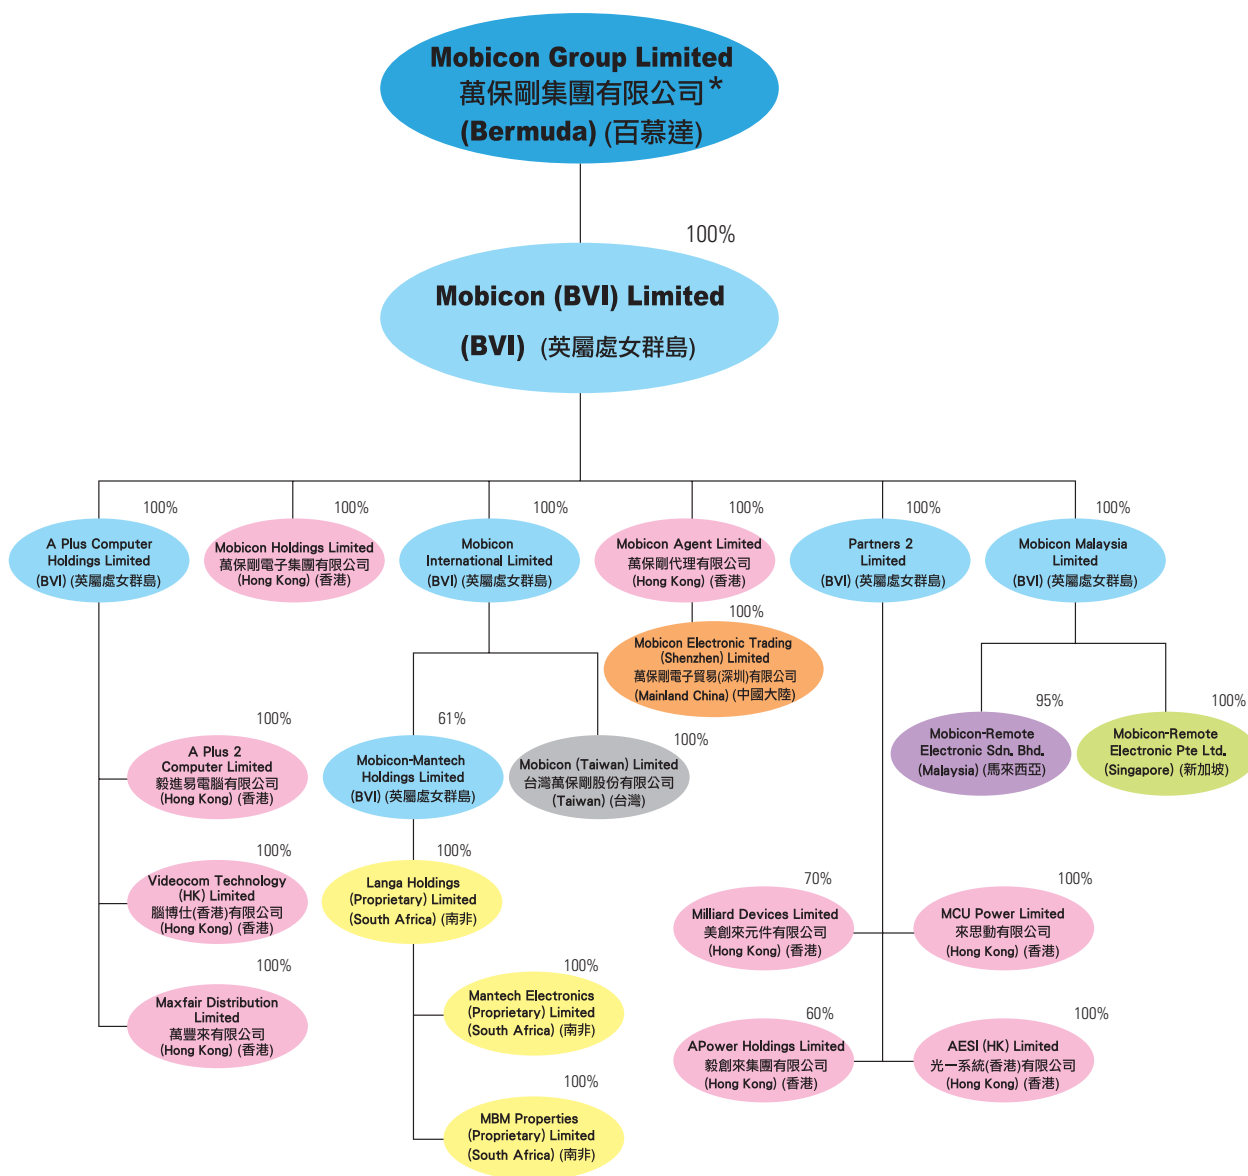 Mobicon Group Limited
萬保剛集團有限公司*
(Bermuda) (百慕達)
100%
Mobicon (BVI) Limited
(BVI) (英屬處女群島)
100%
A Plus Computer
Holdings Limited
(BVI) (英屬處女群島)
100%
Mobicon Holdings Limited
萬保剛電子集團有限公司
(Hong Kong) (香港)
100%
Mobicon
International Limited
(BVI) (英屬處女群島)
100%
Mobicon Agent Limited
萬保剛代理有限公司
(Hong Kong) (香港)
100%
Partners 2
Limited
(BVI) (英屬處女群島)
100%
Mobicon Malaysia
Limited
(BVI) (英屬處女群島)
100%
Mobicon Electronic Trading
(Shenzhen) Limited
萬保剛電子貿易(深圳)有限公司
(Mainland China) (中國大陸)
100%
A Plus 2
Computer Limited
毅進易電腦有限公司
(Hong Kong) (香港)
61%
Mobicon-Mantech
Holdings Limited
(BVI) (英屬處女群島)
100%
Mobicon (Taiwan) Limited
台灣萬保剛股份有限公司
(Taiwan) (台灣)
95%
Mobicon-Remote
Electronic Sdn. Bhd.
(Malaysia) (馬來西亞)
100%
Mobicon-Remote
Electronic Pte Ltd.
(Singapore) (新加坡)
100%
Videocom Technology
(HK) Limited
腦博仕(香港)有限公司
(Hong Kong) (香港)
100%
Langa Holdings
(Proprietary) Limited
(South Africa) (南非)
70%
Milliard Devices Limited
美創來元件有限公司
(Hong Kong) (香港)
100%
MCU Power Limited
來思動有限公司
(Hong Kong) (香港)
100%
Maxfair Distribution
Limited
萬豐來有限公司
(Hong Kong) (香港)
100%
Mantech Electronics
(Proprietary) Limited
(South Africa) (南非)
60%
APower Holdings Limited
毅創來集團有限公司
(Hong Kong) (香港)
100%
AESI (HK) Limited
光一系統(香港)有限公司
(Hong Kong) (香港)
100%
MBM Properties
(Proprietary) Limited
(South Africa) (南非)